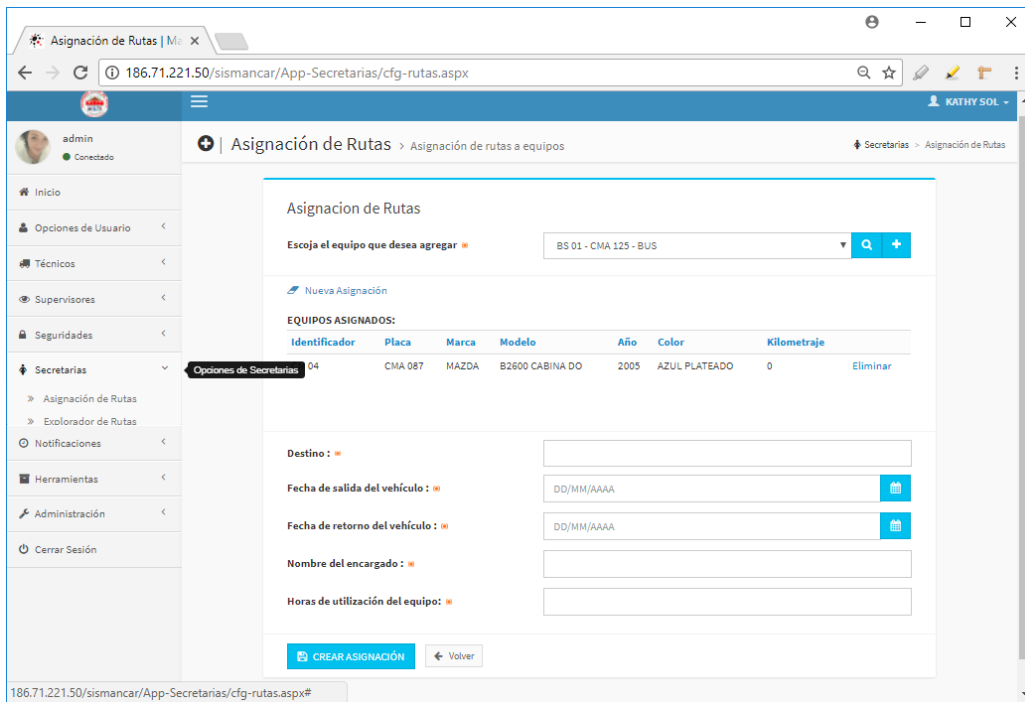 Asignación de Rutas | Ma
186.71.221.50/sismancar/App-Secretarias/cfg-rutas.aspx
KATHY SOL
admin
Conectado
| Asignación de Rutas > Asignación de rutas a equipos
Secretarias > Asignación de Rutas
Inicio
Opciones de Usuario
Técnicos
Supervisores
Seguridades
Secretarias
Opciones de Secretarias
» Asignación de Rutas
» Explorador de Rutas
Notificaciones
Herramientas
Administración
Cerrar Sesión
Asignacion de Rutas
Escoja el equipo que desea agregar
BS 01 - CMA 125 - BUS
Nueva Asignación
EQUIPOS ASIGNADOS:
Identificador Placa Marca Modelo Año Color Kilometraje
04 CMA 087 MAZDA B2600 CABINA DO 2005 AZUL PLATEADO 0 Eliminar
Destino :
Fecha de salida del vehículo : DD/MM/AAAA
Fecha de retorno del vehículo : DD/MM/AAAA
Nombre del encargado :
Horas de utilización del equipo:
CREAR ASIGNACIÓN
Volver
186.71.221.50/sismancar/App-Secretarias/cfg-rutas.aspx#